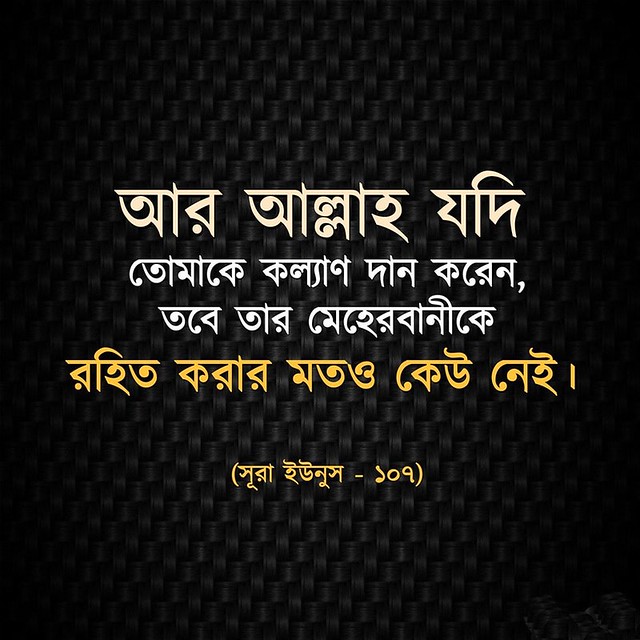 আর আল্লাহ যদি
তোমাকে কল্যাণ দান করেন,
তবে তার মেহেরবানীকে
রহিত করার মতও কেউ নেই।
(সূরা ইউনুস - ১০৭)